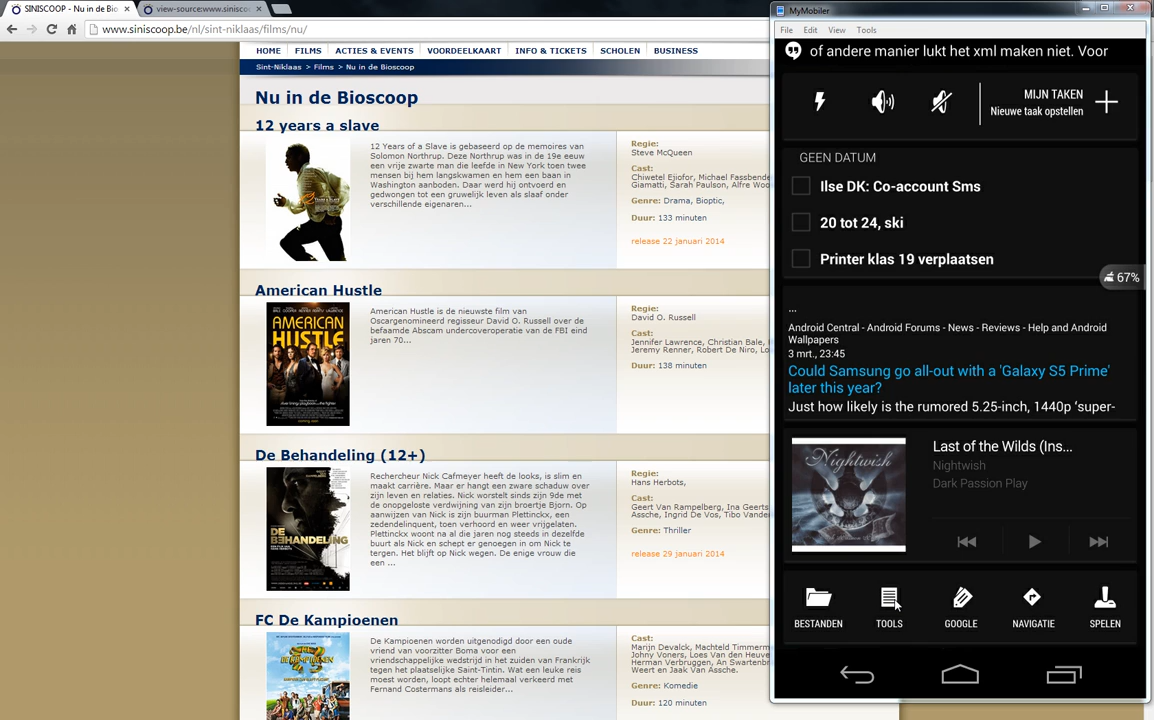 SINISCOOP - Nu in de Bio
view-source:www.sinisco
www.siniscoop.be/nl/sint-niklaas/films/nu/
HOME FILMS ACTIES & EVENTS VOORDEELKAART INFO & TICKETS SCHOLEN BUSINESS
Sint-Niklaas > Films > Nu in de Bioscoop
Nu in de Bioscoop
12 years a slave
12 Years of a Slave is gebaseerd op de memoires van
Solomon Northrup. Deze Northrup was in de 19e eeuw
een vrije zwarte man die leefde in New York toen twee
mensen bij hem langskwamen en hem een baan in
Washington aanboden. Daar werd hij ontvoerd en
gedwongen tot een gruwelijk leven als slaaf onder
verschillende eigenaren...
Regie:
Steve McQueen
Cast:
Chiwetel Ejiofor, Michael Fassbende
Giamatti, Sarah Paulson, Alfre Woo
Genre: Drama, Bioptic,
Duur: 133 minuten
release 22 januari 2014
American Hustle
AMERICAN
HUSTLE
American Hustle is de nieuwste film van
Oscargenomineerd regisseur David O. Russell over de
befaamde Abscam undercoveroperatie van de FBI eind
jaren 70...
Regie:
David O. Russell
Cast:
Jennifer Lawrence, Christian Bale,
Jeremy Renner, Robert De Niro, Lo
Duur: 138 minuten
De Behandeling (12+)
DE
BEHANDELING
Rechercheur Nick Cafmeyer heeft de looks, is slim en
maakt carrière. Maar er hangt een zware schaduw over
zijn leven en relaties. Nick worstelt sinds zijn 9de met
de onopgeloste verdwijning van zijn broertje Bjorn. Op
aanwijzen van Nick is zijn buurman Plettinckx, een
zedendelinquent, toen verhoord en weer vrijgelaten.
Plettinckx woont na al die jaren nog steeds in dezelfde
buurt als Nick en schept er genoegen in om Nick te
tergen. Het blijft op Nick wegen. De enige vrouw die
een ...
Regie:
Hans Herbots,
Cast:
Geert Van Rampelberg, Ina Geerts
Assche, Ingrid De Vos, Tibo Vande
Genre: Thriller
release 29 januari 2014
FC De Kampioenen
KAMPIOENEN
De Kampioenen worden uitgenodigd door een oude
vriend van voorzitter Boma voor een
vriendschappelijke wedstrijd in het zuiden van Frankrijk
tegen het plaatselijke Saint-Tintin. Wat een leuke reis
moest worden, loopt echter helemaal verkeerd met
Fernand Costermans als reisleider...
Cast:
Marijn Devalck, Machteld Timmerm
Johny Voners, Loes Van den Heuve
Herman Verbruggen, An Swartenbr
Weert en Jaak Van Assche.
Genre: Komedie
Duur: 120 minuten
MyMobiler
File Edit View Tools
of andere manier lukt het xml maken niet. Voor
MIJN TAKEN
Nieuwe taak opstellen
GEEN DATUM
Ilse DK: Co-account Sms
20 tot 24, ski
Printer klas 19 verplaatsen
67%
...
Android Central - Android Forums - News - Reviews - Help and Android
Wallpapers
3 mrt., 23:45
Could Samsung go all-out with a 'Galaxy S5 Prime'
later this year?
Just how likely is the rumored 5.25-inch, 1440p ‘super-
Nightwish
Last of the Wilds (Ins...
Nightwish
Dark Passion Play
BESTANDEN TOOLS GOOGLE NAVIGATIE SPELEN